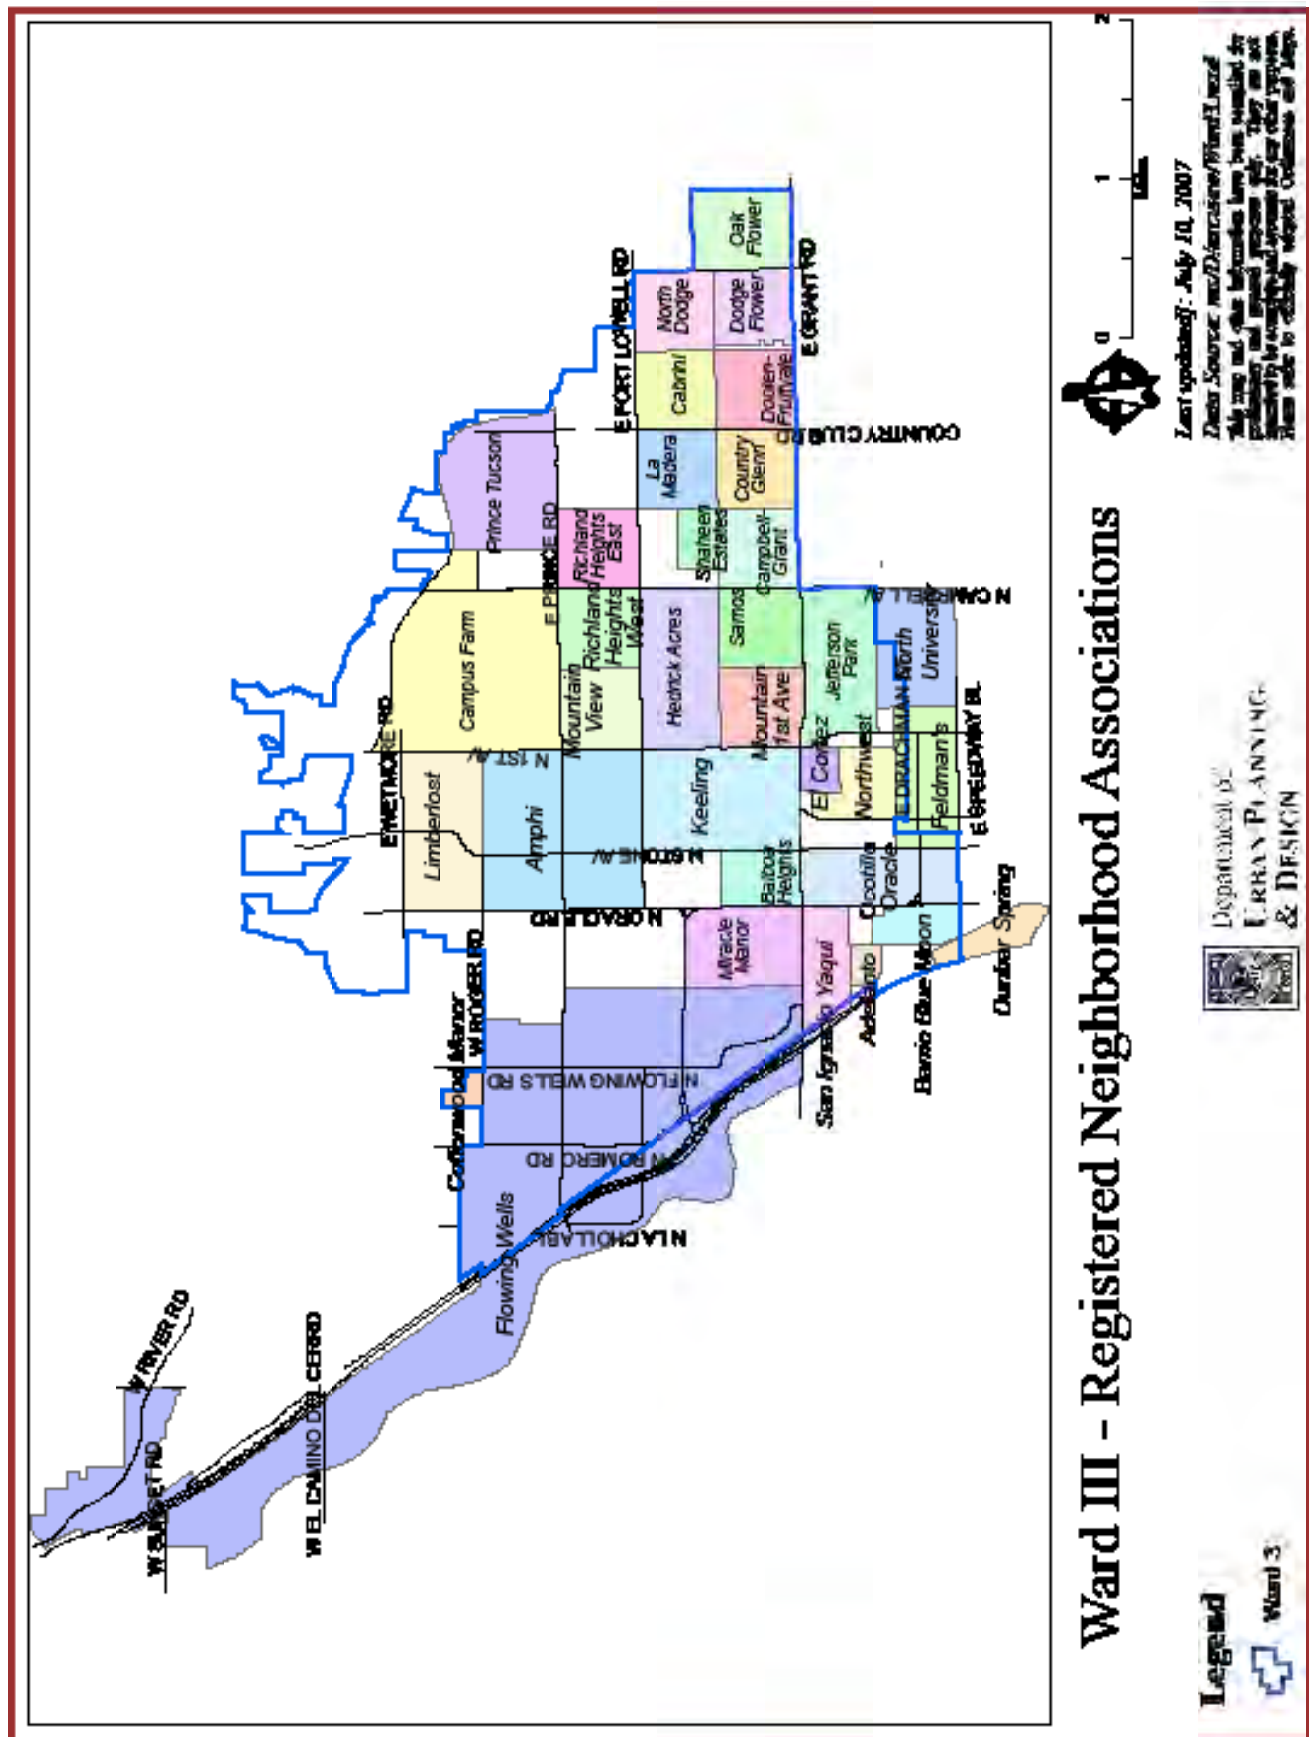 W RIVER RD
W SUNSET RD
W EL CAMINO DEL CERRO
Flowing Wells
N LA CHOLLA BL
N ROMERO RD
N FLOWING WELLS RD
Cottonwood Manor
W ROGER RD
E WETMORE RD
Limberlost
Campus Farm
Prince Tucson
N 1ST AV
Amphi
N STONE AV
N ORACLE RD
E PRINCE RD
Mountain
View
Richland
Heights
West
Richland
Heights
East
E FORT LOWELL RD
Miracle
Manor
Keeling
Hedrick Acres
Shaheen
Estates
La
Madera
Cabrini
North
Dodge
Balboa
Heights
Mountain
1st Ave
Samos
Campbell-
Grant
Country
Glenn
Doolen-
Fruitvale
Dodge
Flower
Oak
Flower
E GRANT RD
COUNTRY CLUB RD
San Ignacio Yaqui
El Cortez
Jefferson
Park
Northwest
Adelanto
Ocotillo
Oracle
E DRACHMAN
North
University
N CAMPBELL AV
Barrio Blue Moon
Feldman's
E SPEEDWAY BL
Dunbar Spring
Ward III - Registered Neighborhood Associations
0 1 2
Legend
Ward 3
Department of
URBAN PLANNING
& DESIGN
Last updated: July 10, 2007